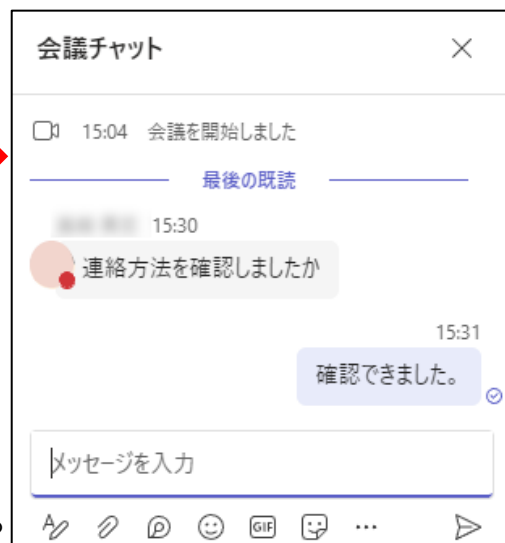 会議チャット
15:04 会議を開始しました
最後の既読
15:30
連絡方法を確認しましたか
15:31
確認できました。
メッセージを入力
GIF